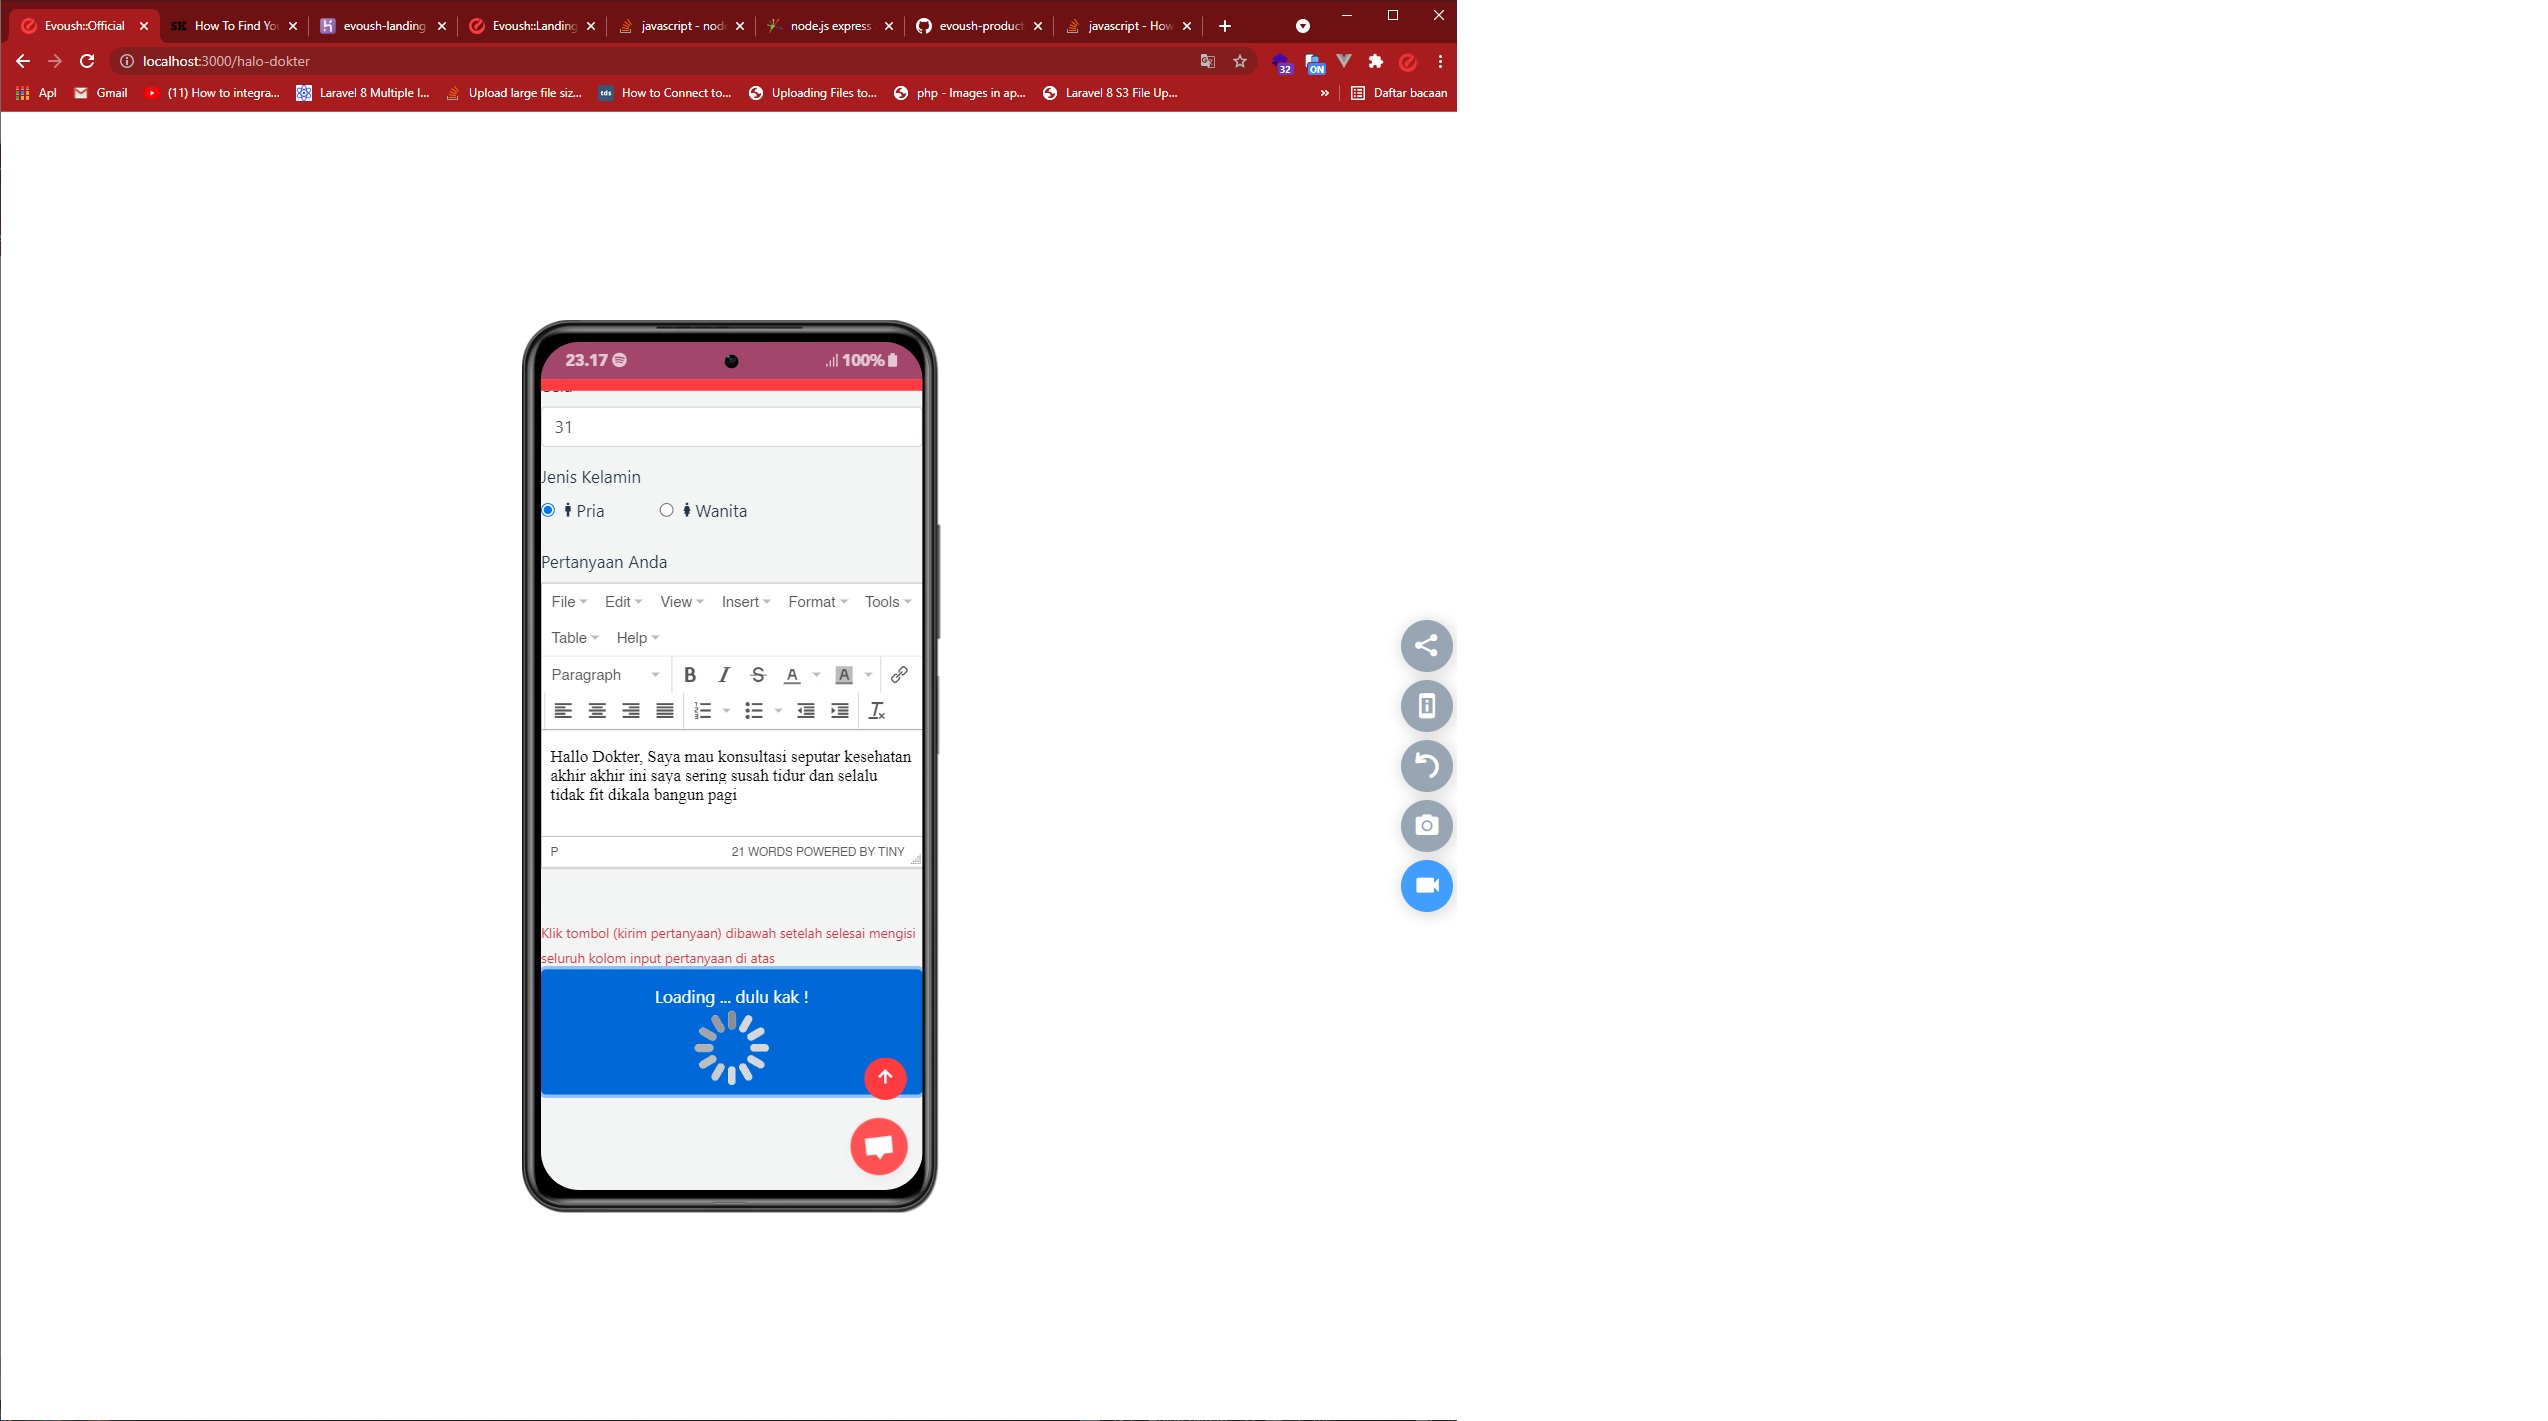 Evoush::Official
How To Find Yo
evoush-landing
Evoush::Landing
javascript - nod
node.js express
evoush-product
javascript - How
localhost:3000/halo-dokter
32
ON
Apl
Gmail
(11) How to integra...
Laravel 8 Multiple I...
Upload large file siz...
tds
How to Connect to...
Uploading Files to...
php - Images in ap...
Laravel 8 S3 File Up...
»
Daftar bacaan
23.17
100%
31
Jenis Kelamin
Pria
Wanita
Pertanyaan Anda
File Edit View Insert Format Tools
Table Help
Paragraph
Hallo Dokter, Saya mau konsultasi seputar kesehatan
akhir akhir ini saya sering susah tidur dan selalu
tidak fit dikala bangun pagi
P
21 WORDS POWERED BY TINY
Klik tombol (kirim pertanyaan) dibawah setelah selesai mengisi
seluruh kolom input pertanyaan di atas
Loading ... dulu kak !